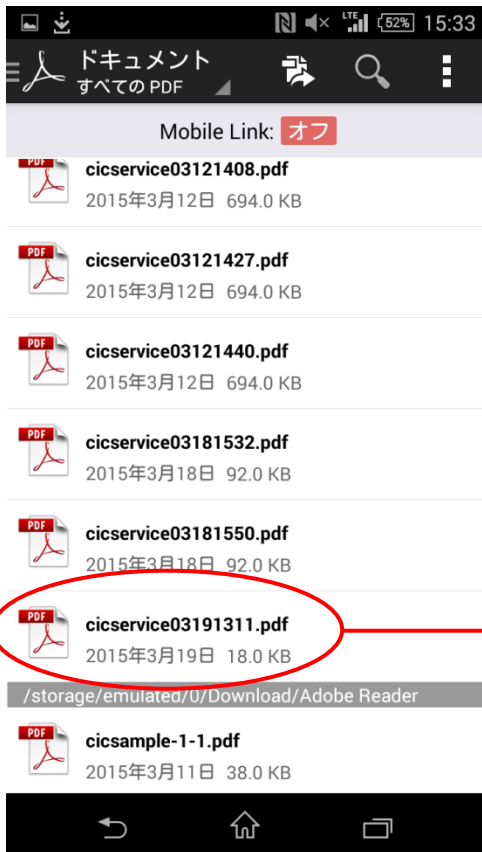 LTE 52% 15:33
ドキュメント
すべての PDF
Mobile Link: オフ
PDF
cicservice03121408.pdf
2015年3月12日 694.0 KB
PDF
cicservice03121427.pdf
2015年3月12日 694.0 KB
PDF
cicservice03121440.pdf
2015年3月12日 694.0 KB
PDF
cicservice03181532.pdf
2015年3月18日 92.0 KB
PDF
cicservice03181550.pdf
2015年3月18日 92.0 KB
PDF
cicservice03191311.pdf
2015年3月19日 18.0 KB
/storage/emulated/0/Download/Adobe Reader
PDF
cicsample-1-1.pdf
2015年3月11日 38.0 KB